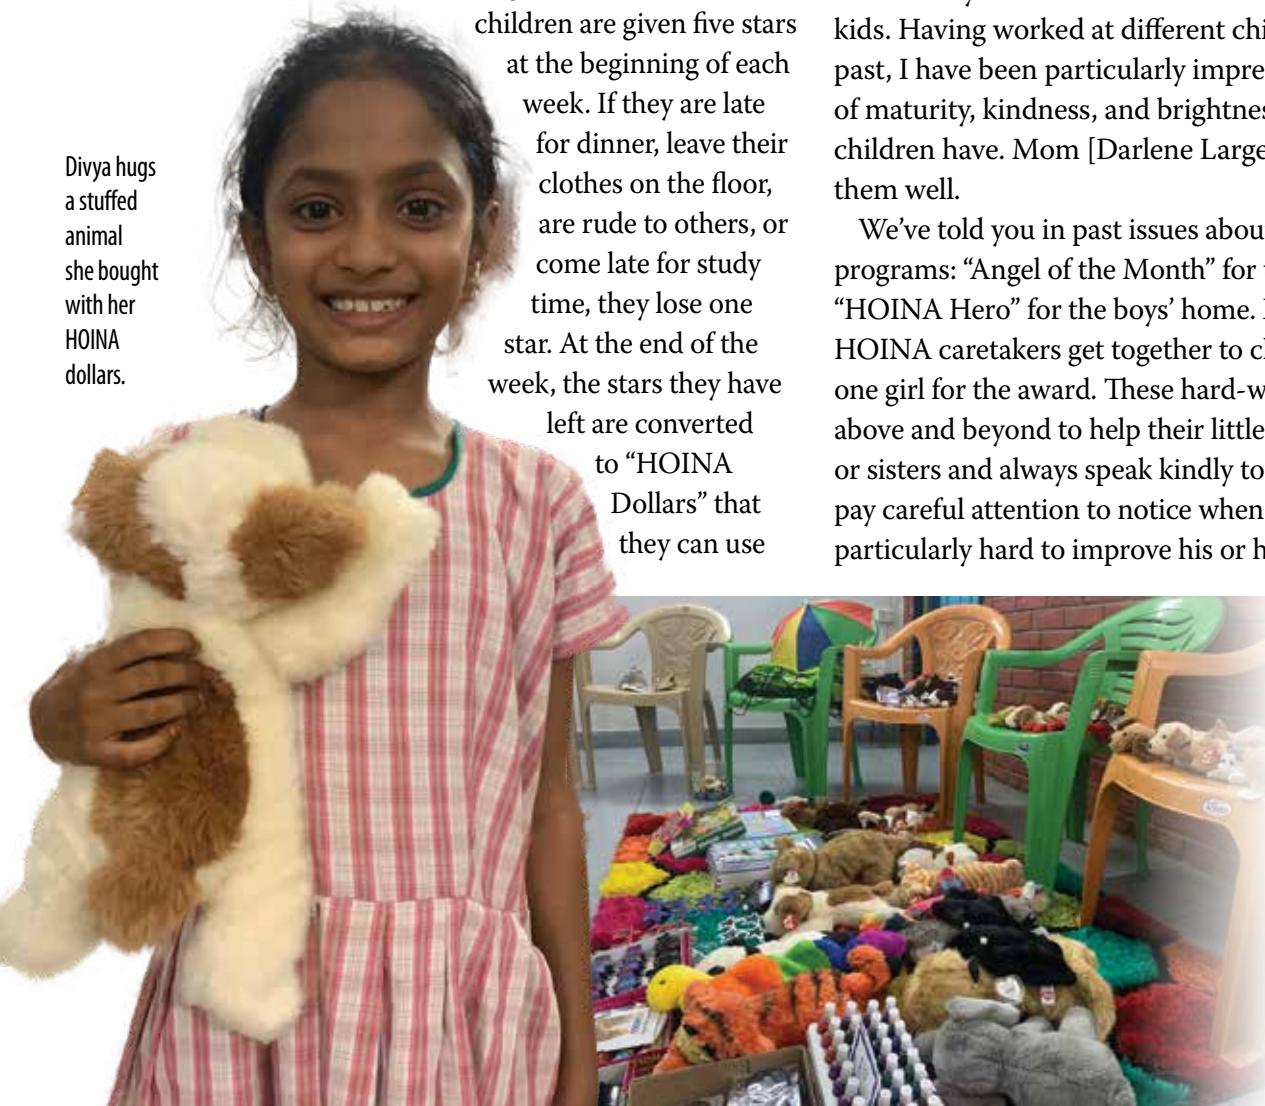 Divya hugs
a stuffed
animal
she bought
with her
HOINA
dollars.
children are given five stars
at the beginning of each
week. If they are late
for dinner, leave their
clothes on the floor,
are rude to others, or
come late for study
time, they lose one
star. At the end of the
week, the stars they have
left are converted
to “HOINA
Dollars” that
they can use
kids. Having worked at different
past, I have been particularly
of maturity, kindness, and
children have. Mom [Darlene Large
them well.
We’ve told you in past issues
programs: “Angel of the Month” for
“HOINA Hero” for the boys’ home.
HOINA caretakers get together to
one girl for the award. These
above and beyond to help their little
or sisters and always speak kindly to
pay careful attention to notice when
particularly hard to improve his or